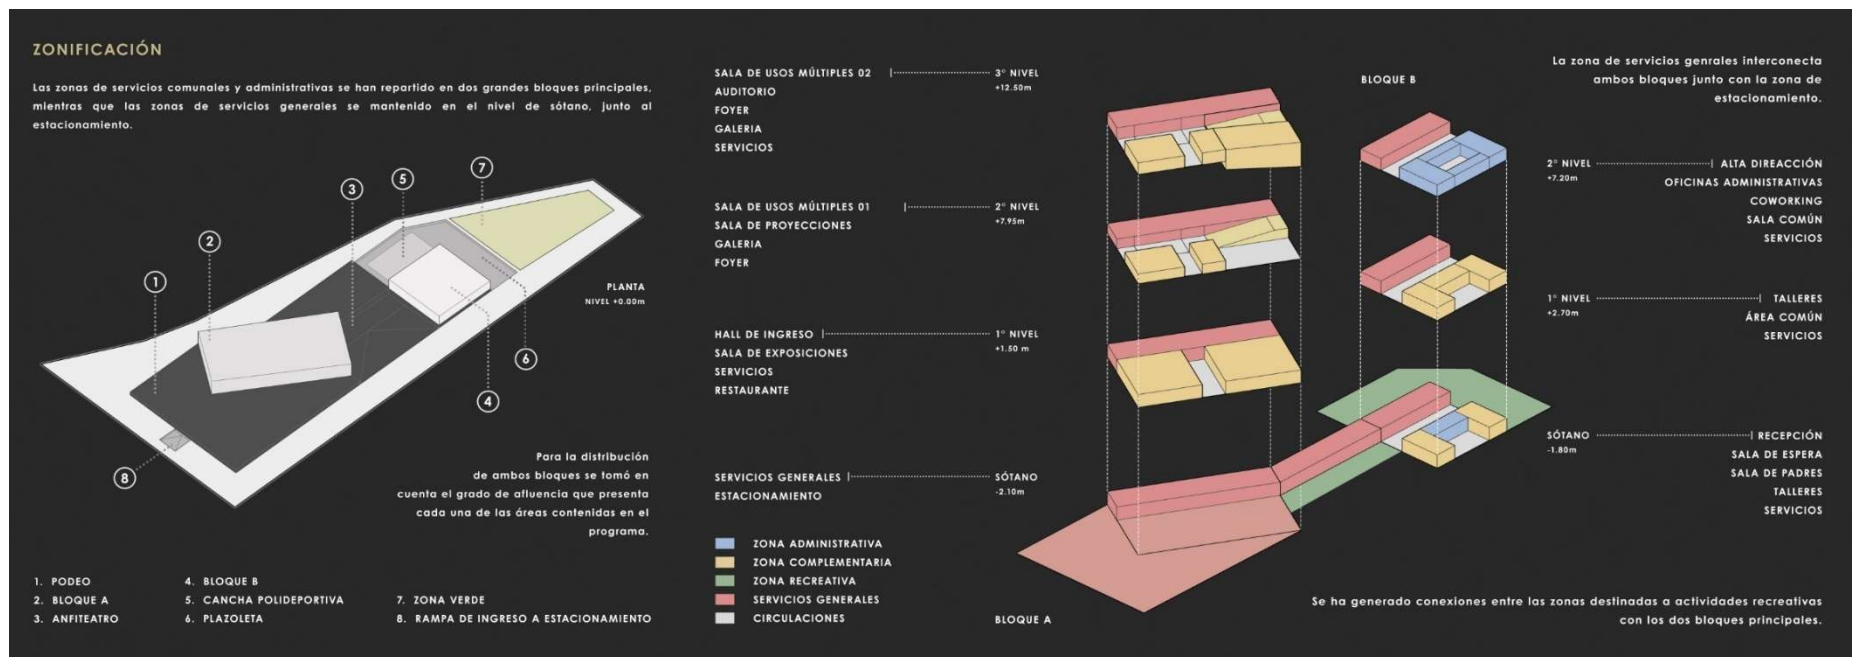 ZONIFICACIÓN
Las zonas de servicios comunales y administrativas se han repartido en dos grandes bloques principales,
mientras que las zonas de servicios generales se mantenido en el nivel de sótano, junto al
estacionamiento.
1
2
3
5
7
PLANTA
NIVEL +0.00m
6
4
8
Para la distribución
de ambos bloques se tomó en
cuenta el grado de afluencia que presenta
cada una de las áreas contenidas en el
programa.
1. PODEO
2. BLOQUE A
3. ANFITEATRO
4. BLOQUE B
5. CANCHA POLIDEPORTIVA
6. PLAZOLETA
7. ZONA VERDE
8. RAMPA DE INGRESO A ESTACIONAMIENTO
SALA DE USOS MÚLTIPLES 02 3° NIVEL
AUDITORIO +12.50m
FOYER
GALERIA
SERVICIOS
SALA DE USOS MÚLTIPLES 01 2° NIVEL
SALA DE PROYECCIONES +7.95m
GALERIA
FOYER
HALL DE INGRESO 1° NIVEL
SALA DE EXPOSICIONES +1.50 m
SERVICIOS
RESTAURANTE
SERVICIOS GENERALES SÓTANO
ESTACIONAMIENTO -2.10m
ZONA ADMINISTRATIVA
ZONA COMPLEMENTARIA
ZONA RECREATIVA
SERVICIOS GENERALES
CIRCULACIONES
BLOQUE A
BLOQUE B
La zona de servicios genrales interconecta
ambos bloques junto con la zona de
estacionamiento.
2° NIVEL ALTA DIREACCIÓN
+7.20m OFICINAS ADMINISTRATIVAS
COWORKING
SALA COMÚN
SERVICIOS
1° NIVEL TALLERES
+2.70m ÁREA COMÚN
SERVICIOS
SÓTANO RECEPCIÓN
-1.80m SALA DE ESPERA
SALA DE PADRES
TALLERES
SERVICIOS
Se ha generado conexiones entre las zonas destinadas a actividades recreativas
con los dos bloques principales.